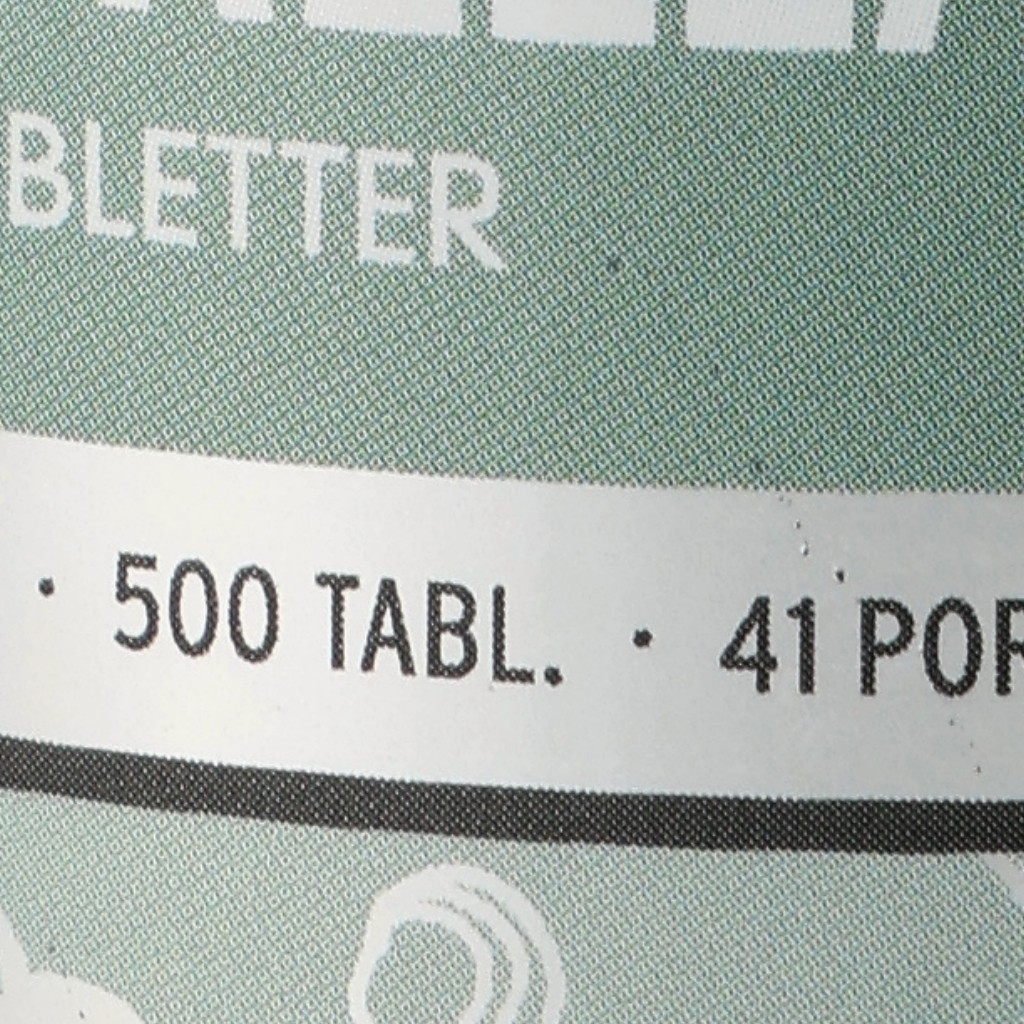 BLETTER
· 500 TABL. · 41 POR